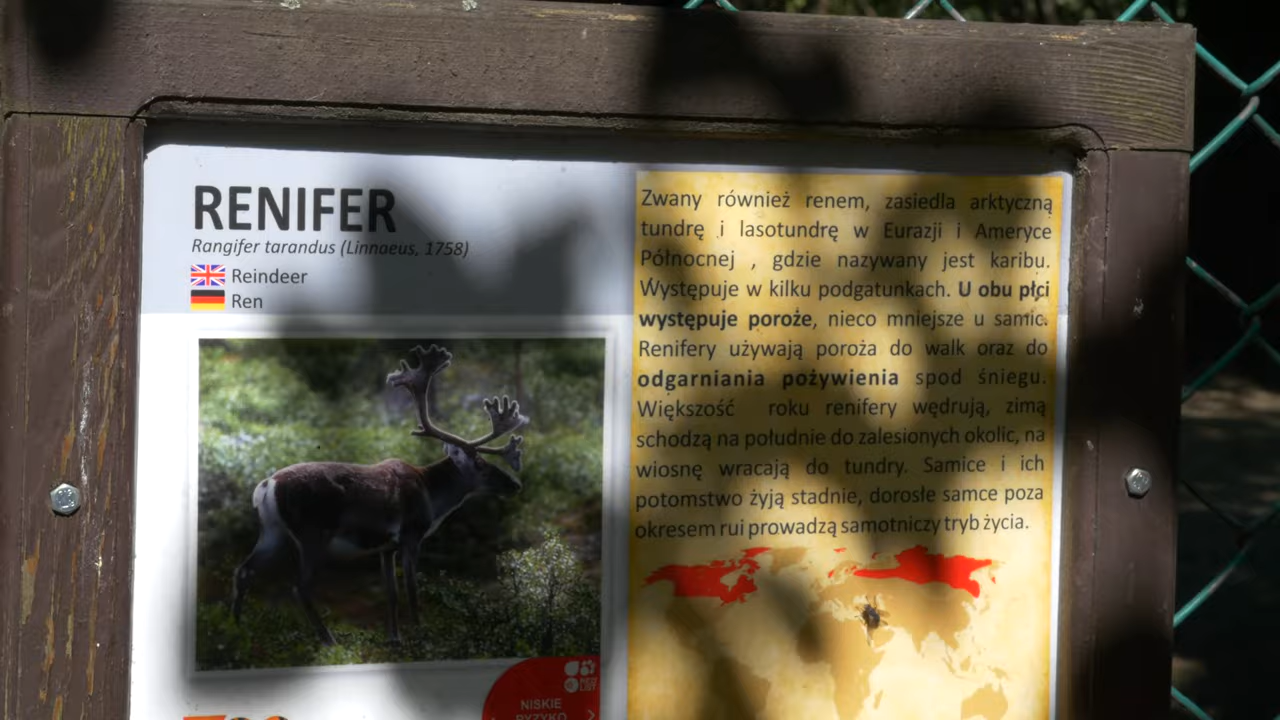 RENIFER
Rangifer tarandus (Linnaeus, 1758)
Reindeer
Ren
Zwany również renem, zasiedla arktyczną
tundrę i lasotundrę w Eurazji i Ameryce
Północnej , gdzie nazywany jest karibu.
Występuje w kilku podgatunkach. U obu płci
występuje poroże, nieco mniejsze u samic.
Renifery używają poroża do walk oraz do
odgarniania pożywienia spod śniegu.
Większość roku renifery wędrują, zimą
schodzą na południe do zalesionych okolic, na
wiosnę wracają do tundry. Samice i ich
potomstwo żyją stadnie, dorosłe samce poza
okresem rui prowadzą samotniczy tryb życia.
NISKIE
RYZYKO